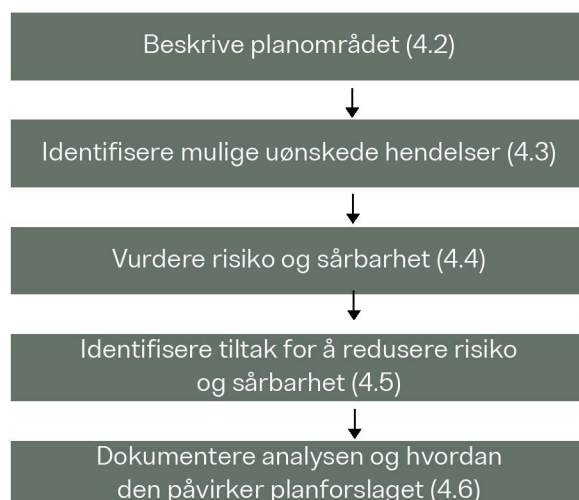 Beskrive planområdet (4.2)
Identifisere mulige uønskede hendelser (4.3)
Vurdere risiko og sårbarhet (4.4)
Identifisere tiltak for å redusere risiko
og sårbarhet (4.5)
Dokumentere analysen og hvordan
den påvirker planforslaget (4.6)